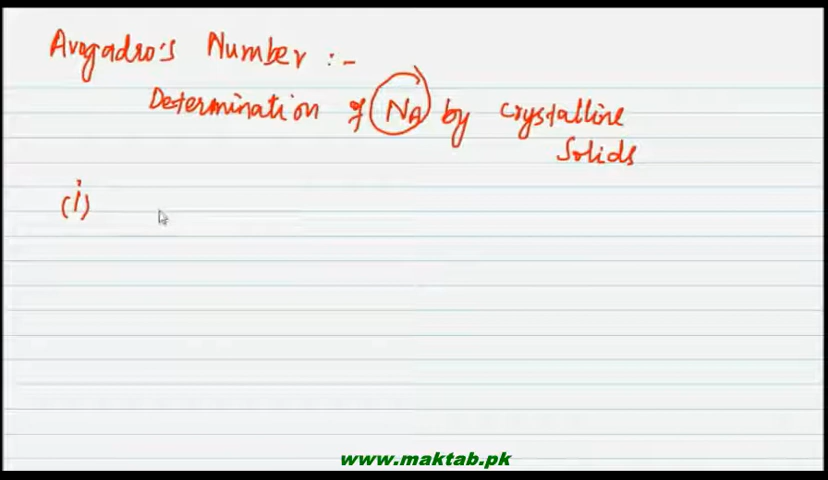 Avogadro's Number :-
Determination of NA by Crystalline
Solids
(i)
www.maktab.pk